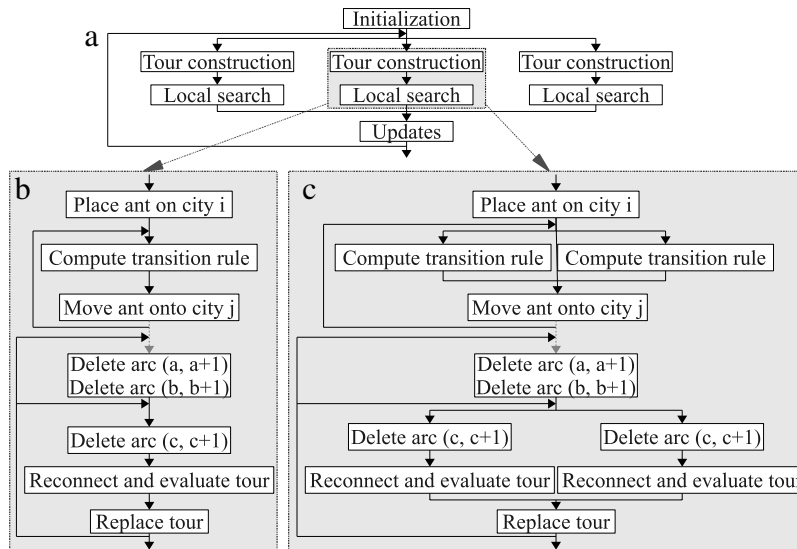 Initialization
a
Tour construction
Tour construction
Tour construction
Local search
Local search
Local search
Updates
b
Place ant on city i
Compute transition rule
Move ant onto city j
Delete arc (a, a+1)
Delete arc (b, b+1)
Delete arc (c, c+1)
Reconnect and evaluate tour
Replace tour
c
Place ant on city i
Compute transition rule
Compute transition rule
Move ant onto city j
Delete arc (a, a+1)
Delete arc (b, b+1)
Delete arc (c, c+1)
Delete arc (c, c+1)
Reconnect and evaluate tour
Reconnect and evaluate tour
Replace tour